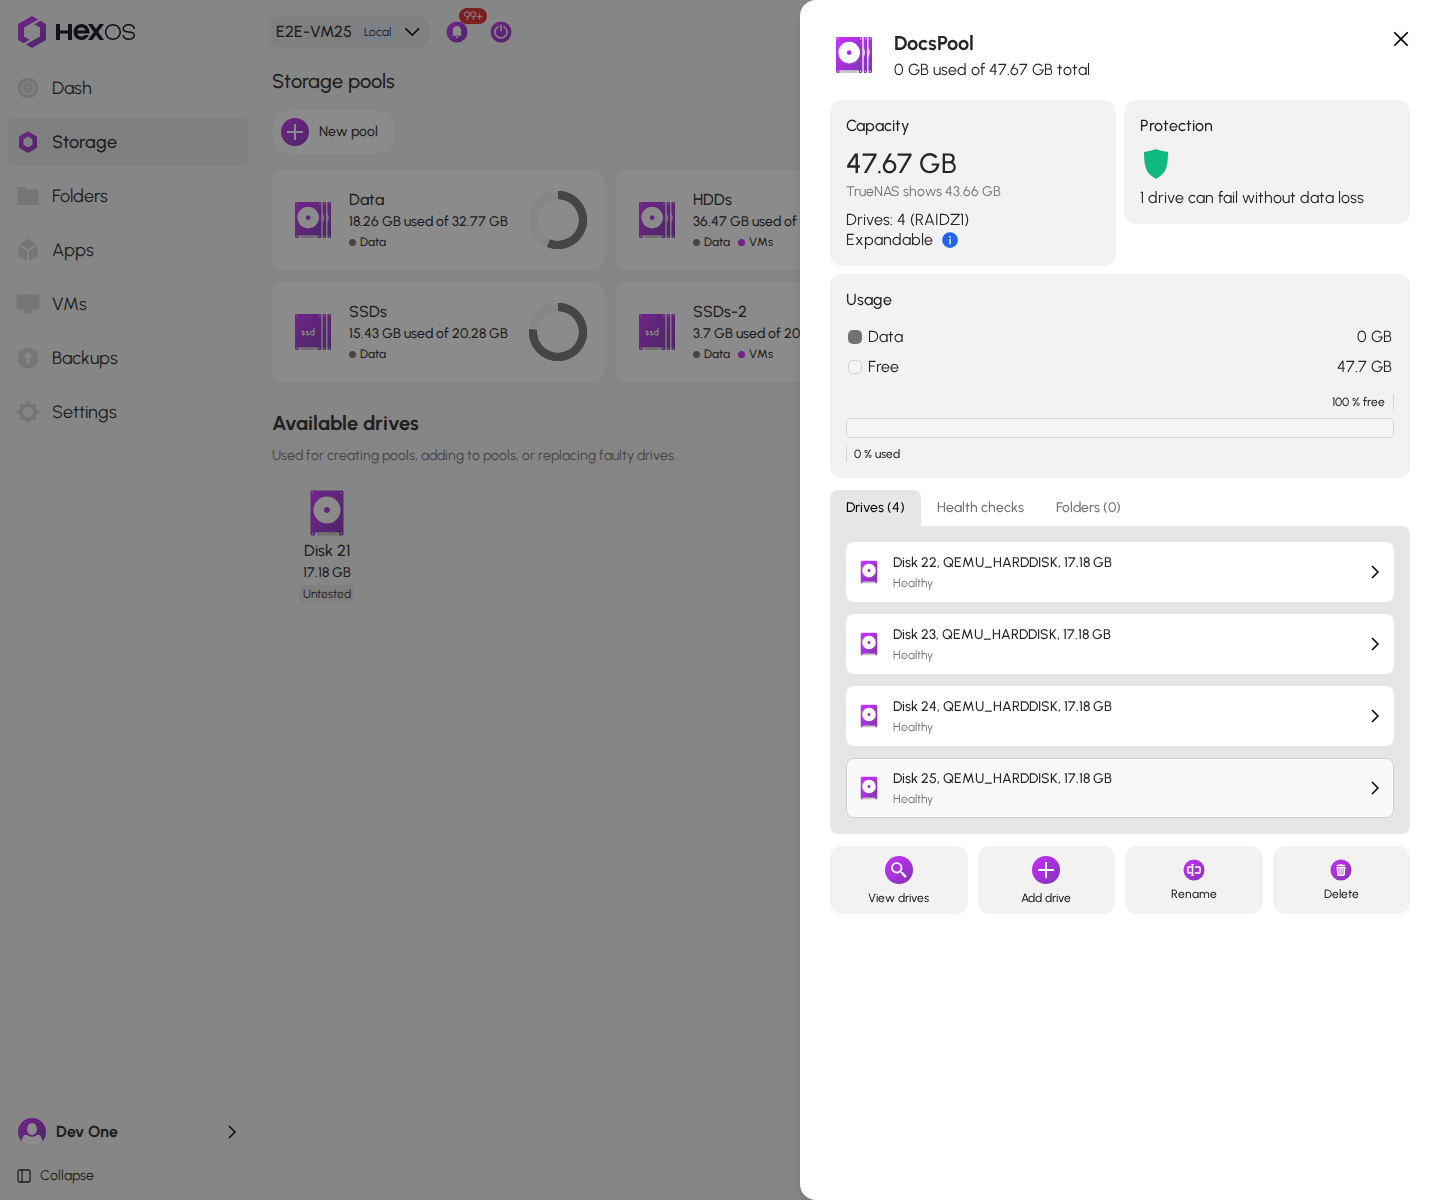 HEXOS
E2E-VM25 Local
99+
Dash
Storage
Folders
Apps
VMs
Backups
Settings
Dev One
Collapse
Storage pools
New pool
Data
18.26 GB used of 32.77 GB
Data
HDDs
36.47 GB used of
Data VMs
SSDs
15.43 GB used of 20.28 GB
Data
ssd
SSDs-2
3.7 GB used of 20
Data VMs
ssd
Available drives
Used for creating pools, adding to pools, or replacing faulty drives.
Disk 21
17.18 GB
Untested
DocsPool
0 GB used of 47.67 GB total
Capacity
47.67 GB
TrueNAS shows 43.66 GB
Drives: 4 (RAIDZ1)
Expandable
Protection
1 drive can fail without data loss
Usage
Data 0 GB
Free 47.7 GB
100 % free
0 % used
Drives (4) Health checks Folders (0)
Disk 22, QEMU_HARDDISK, 17.18 GB
Healthy
Disk 23, QEMU_HARDDISK, 17.18 GB
Healthy
Disk 24, QEMU_HARDDISK, 17.18 GB
Healthy
Disk 25, QEMU_HARDDISK, 17.18 GB
Healthy
View drives
Add drive
Rename
Delete